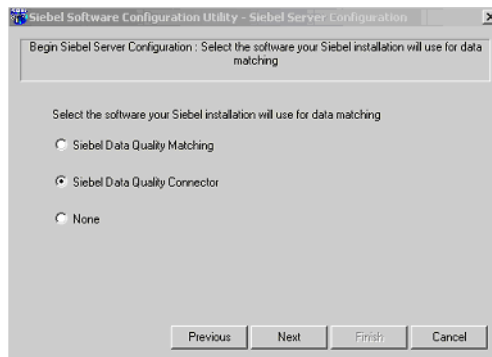 Siebel Software Configuration Utility - Siebel Server Configuration
Begin Siebel Server Configuration : Select the software your Siebel installation will use for data
matching
Select the software your Siebel installation will use for data matching
Siebel Data Quality Matching
Siebel Data Quality Connector
None
Previous Next Finish Cancel